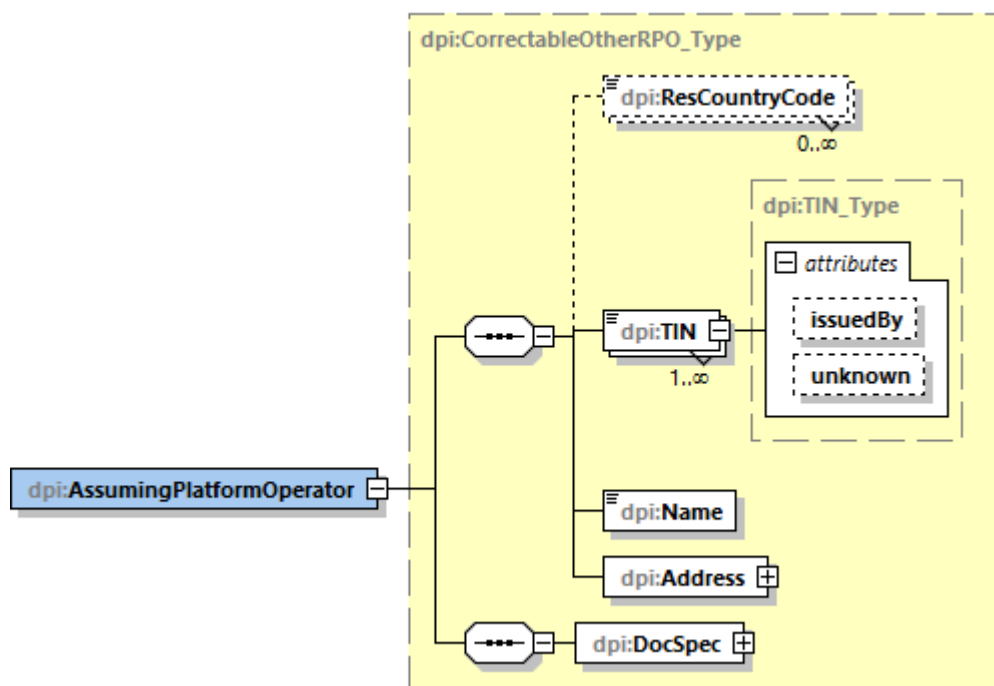 dpi:CorrectableOtherRPO_Type
dpi:ResCountryCode
0..∞
dpi:TIN_Type
attributes
issuedBy
dpi:TIN
unknown
1..∞
dpi:AssumingPlatformOperator
dpi:Name
dpi:Address
dpi:DocSpec